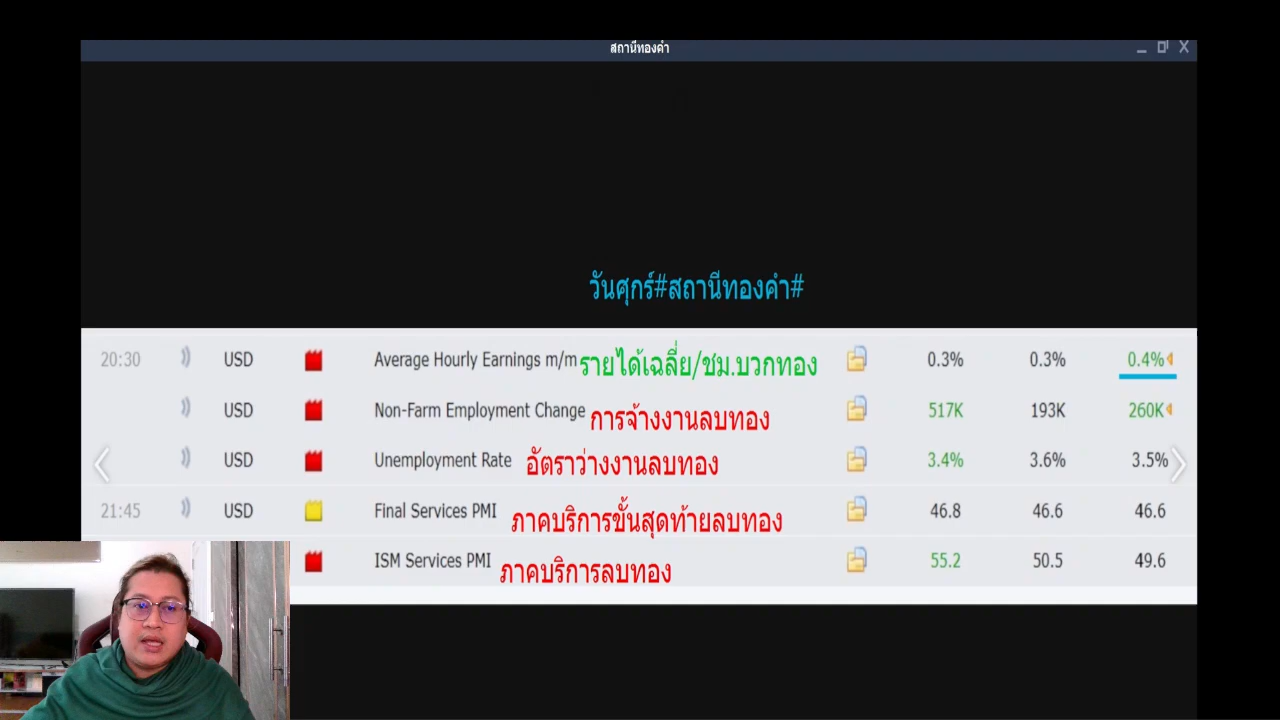 สถานีทองคำ
วันศุกร์#สถานีทองคำ#
20:30 USD Average Hourly Earnings m/m รายได้เฉลี่ย/ชม.บวกทอง 0.3% 0.3% 0.4%
USD Non-Farm Employment Change การจ้างงานลบทอง 517K 193K 260K
USD Unemployment Rate อัตราว่างงานลบทอง 3.4% 3.6% 3.5%
21:45 USD Final Services PMI ภาคบริการขั้นสุดท้ายลบทอง 46.8 46.6 46.6
ISM Services PMI ภาคบริการลบทอง 55.2 50.5 49.6